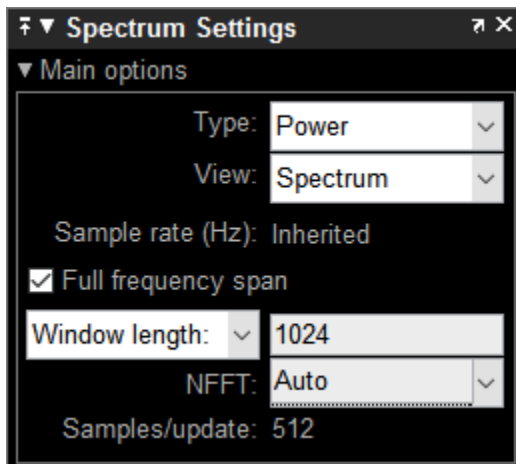 Spectrum Settings
Main options
Type: Power
View: Spectrum
Sample rate (Hz): Inherited
Full frequency span
Window length: 1024
NFFT: Auto
Samples/update: 512